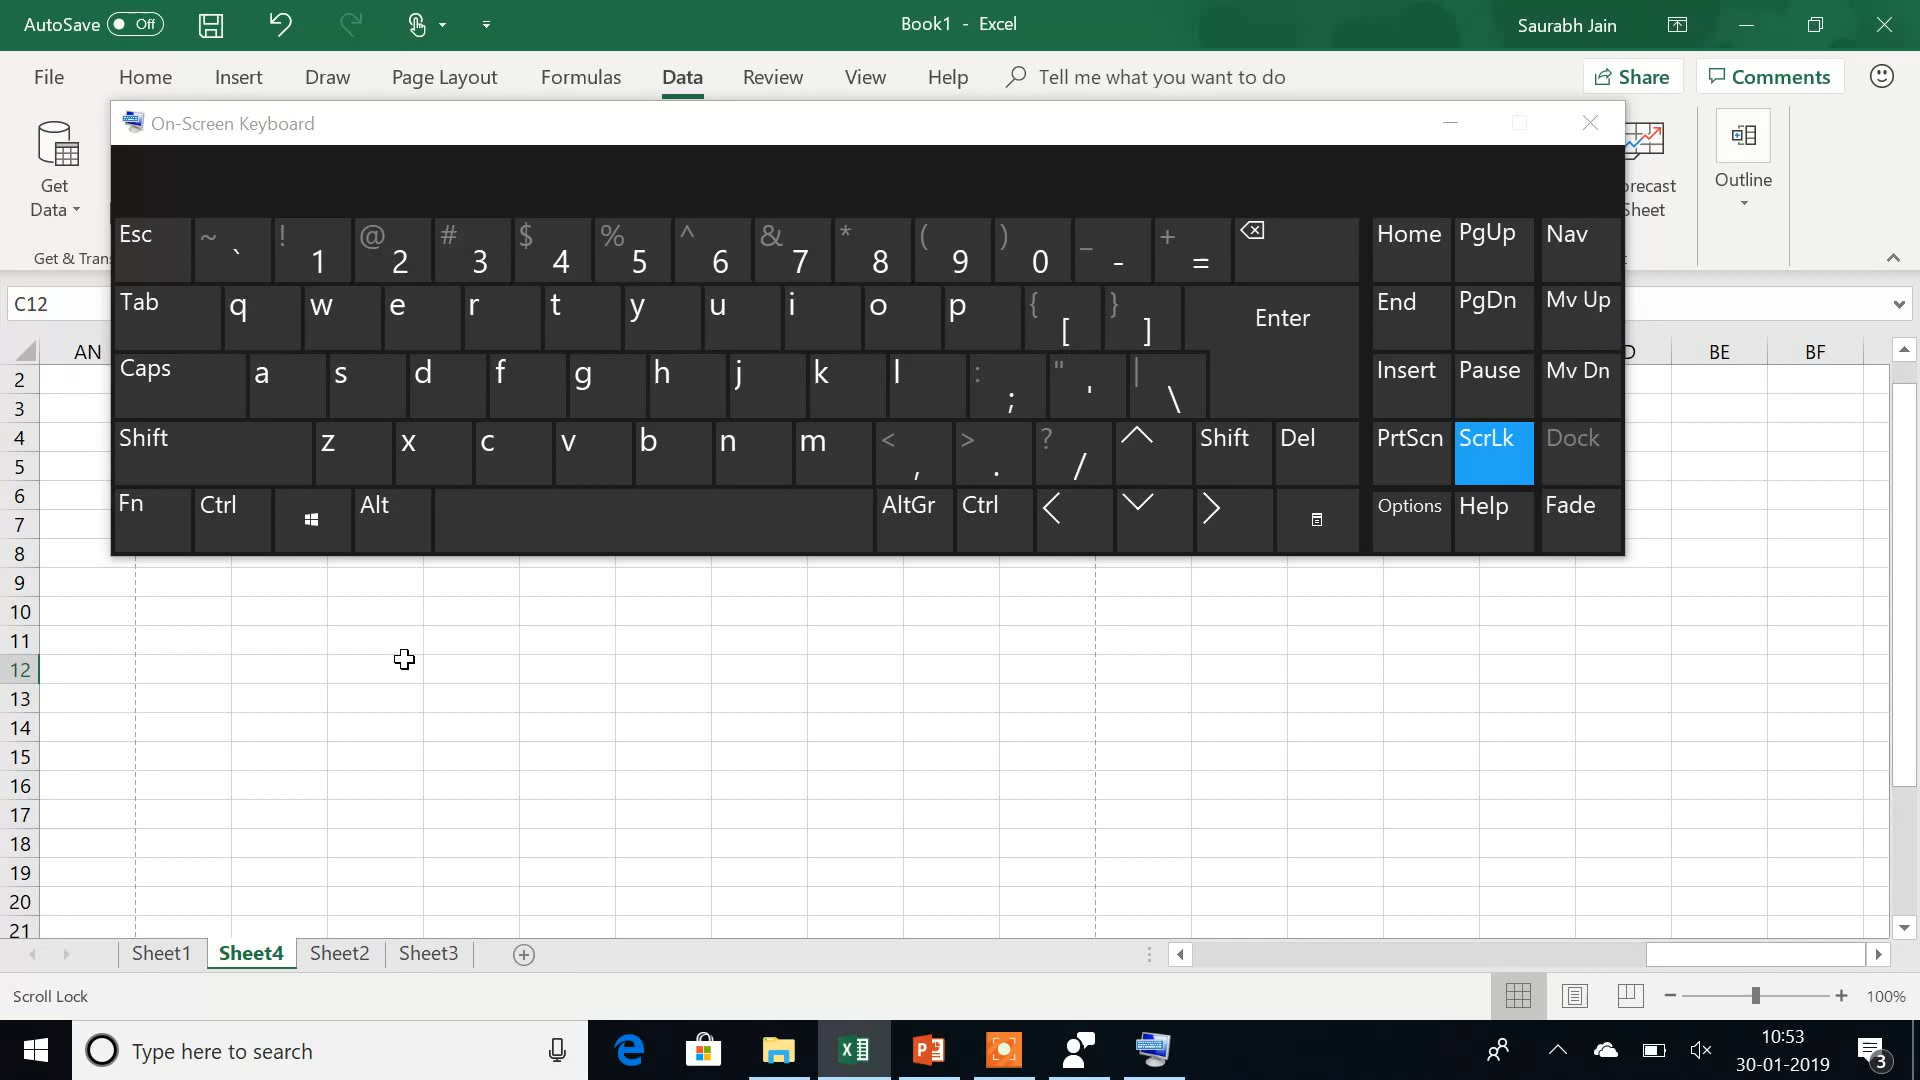 AutoSave Off
Book1 - Excel
Saurabh Jain
File Home Insert Draw Page Layout Formulas Data Review View Help Tell me what you want to do Share Comments
On-Screen Keyboard
Get
Data
Get & Tran
orecast
Sheet
Outline
Esc ~ ` ! 1 @ 2 # 3 $ 4 % 5 ^ 6 & 7 * 8 ( 9 ) 0 _ - + = Home PgUp Nav
Tab q w e r t y u i o p { [ } ] Enter End PgDn Mv Up
Caps a s d f g h j k l : ; " ' | \ Insert Pause Mv Dn
Shift z x c v b n m < , > . ? / Shift Del PrtScn ScrLk Dock
Fn Ctrl Alt AltGr Ctrl Options Help Fade
C12
AN D BE BF
2
3
4
5
6
7
8
9
10
11
12
13
14
15
16
17
18
19
20
21
Sheet1 Sheet4 Sheet2 Sheet3
Scroll Lock
100%
Type here to search
10:53
30-01-2019
3